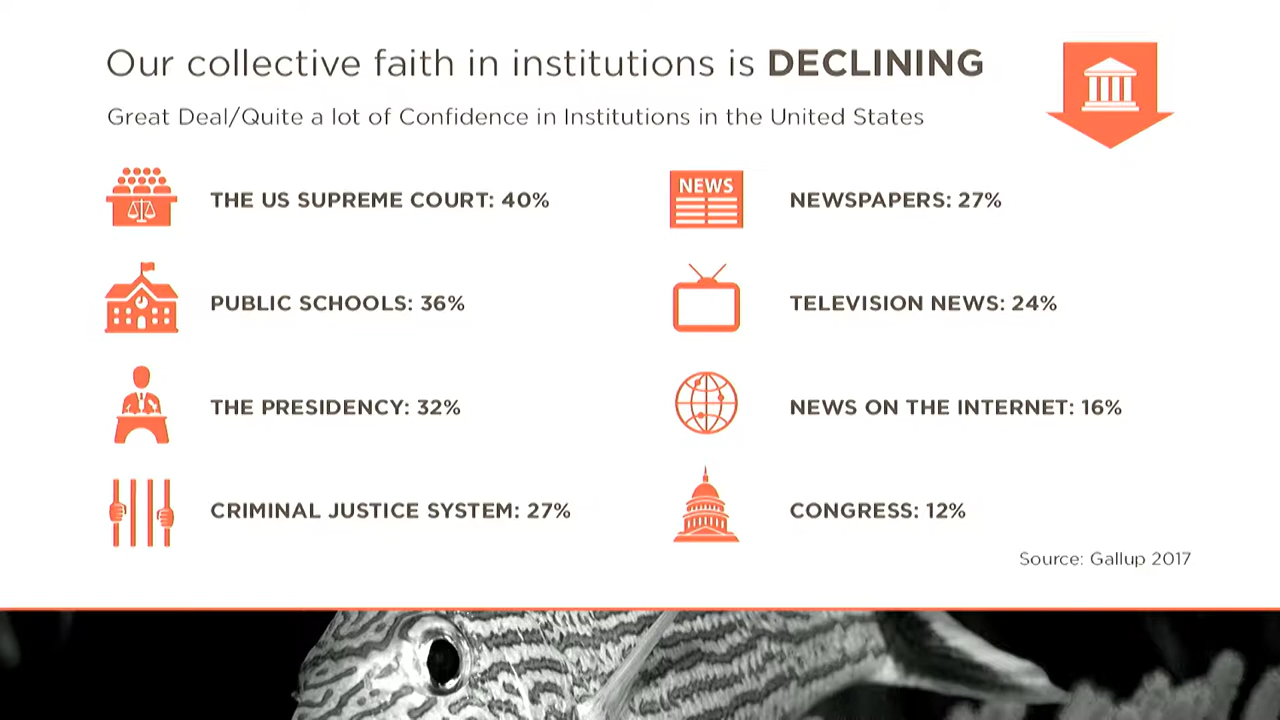 Our collective faith in institutions is DECLINING
Great Deal/Quite a lot of Confidence in Institutions in the United States
THE US SUPREME COURT: 40%
PUBLIC SCHOOLS: 36%
THE PRESIDENCY: 32%
CRIMINAL JUSTICE SYSTEM: 27%
NEWS
NEWSPAPERS: 27%
TELEVISION NEWS: 24%
NEWS ON THE INTERNET: 16%
CONGRESS: 12%
Source: Gallup 2017